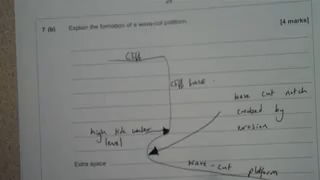 7 (b) Explain the formation of a wave-cut platform. [4 marks]
Cliff
Cliff base.
wave cut notch
created by
erosion
high tide water
level
Extra space
wave-cut platform